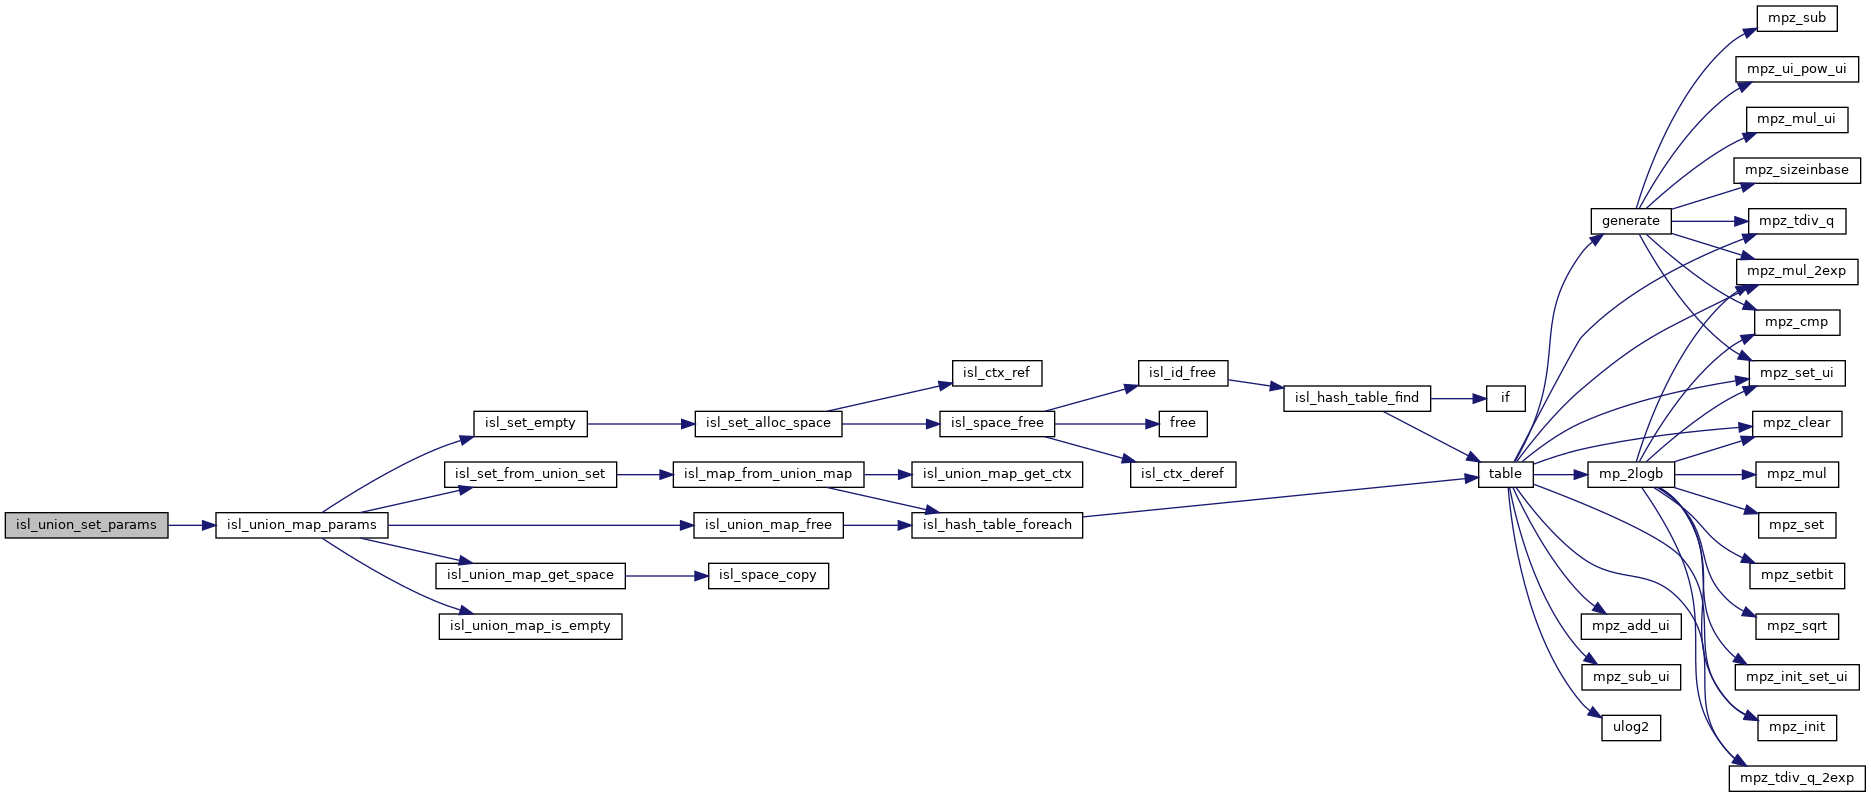 mpz_sub
mpz_ui_pow_ui
mpz_mul_ui
mpz_sizeinbase
generate
mpz_tdiv_q
mpz_mul_2exp
mpz_cmp
isl_ctx_ref
isl_id_free
mpz_set_ui
isl_hash_table_find
if
isl_set_empty
isl_set_alloc_space
isl_space_free
free
mpz_clear
isl_set_from_union_set
isl_map_from_union_map
isl_union_map_get_ctx
isl_ctx_deref
table
mp_2logb
mpz_mul
isl_union_set_params
isl_union_map_params
isl_union_map_free
isl_hash_table_foreach
mpz_set
isl_union_map_get_space
isl_space_copy
mpz_setbit
isl_union_map_is_empty
mpz_add_ui
mpz_sqrt
mpz_sub_ui
mpz_init_set_ui
ulog2
mpz_init
mpz_tdiv_q_2exp